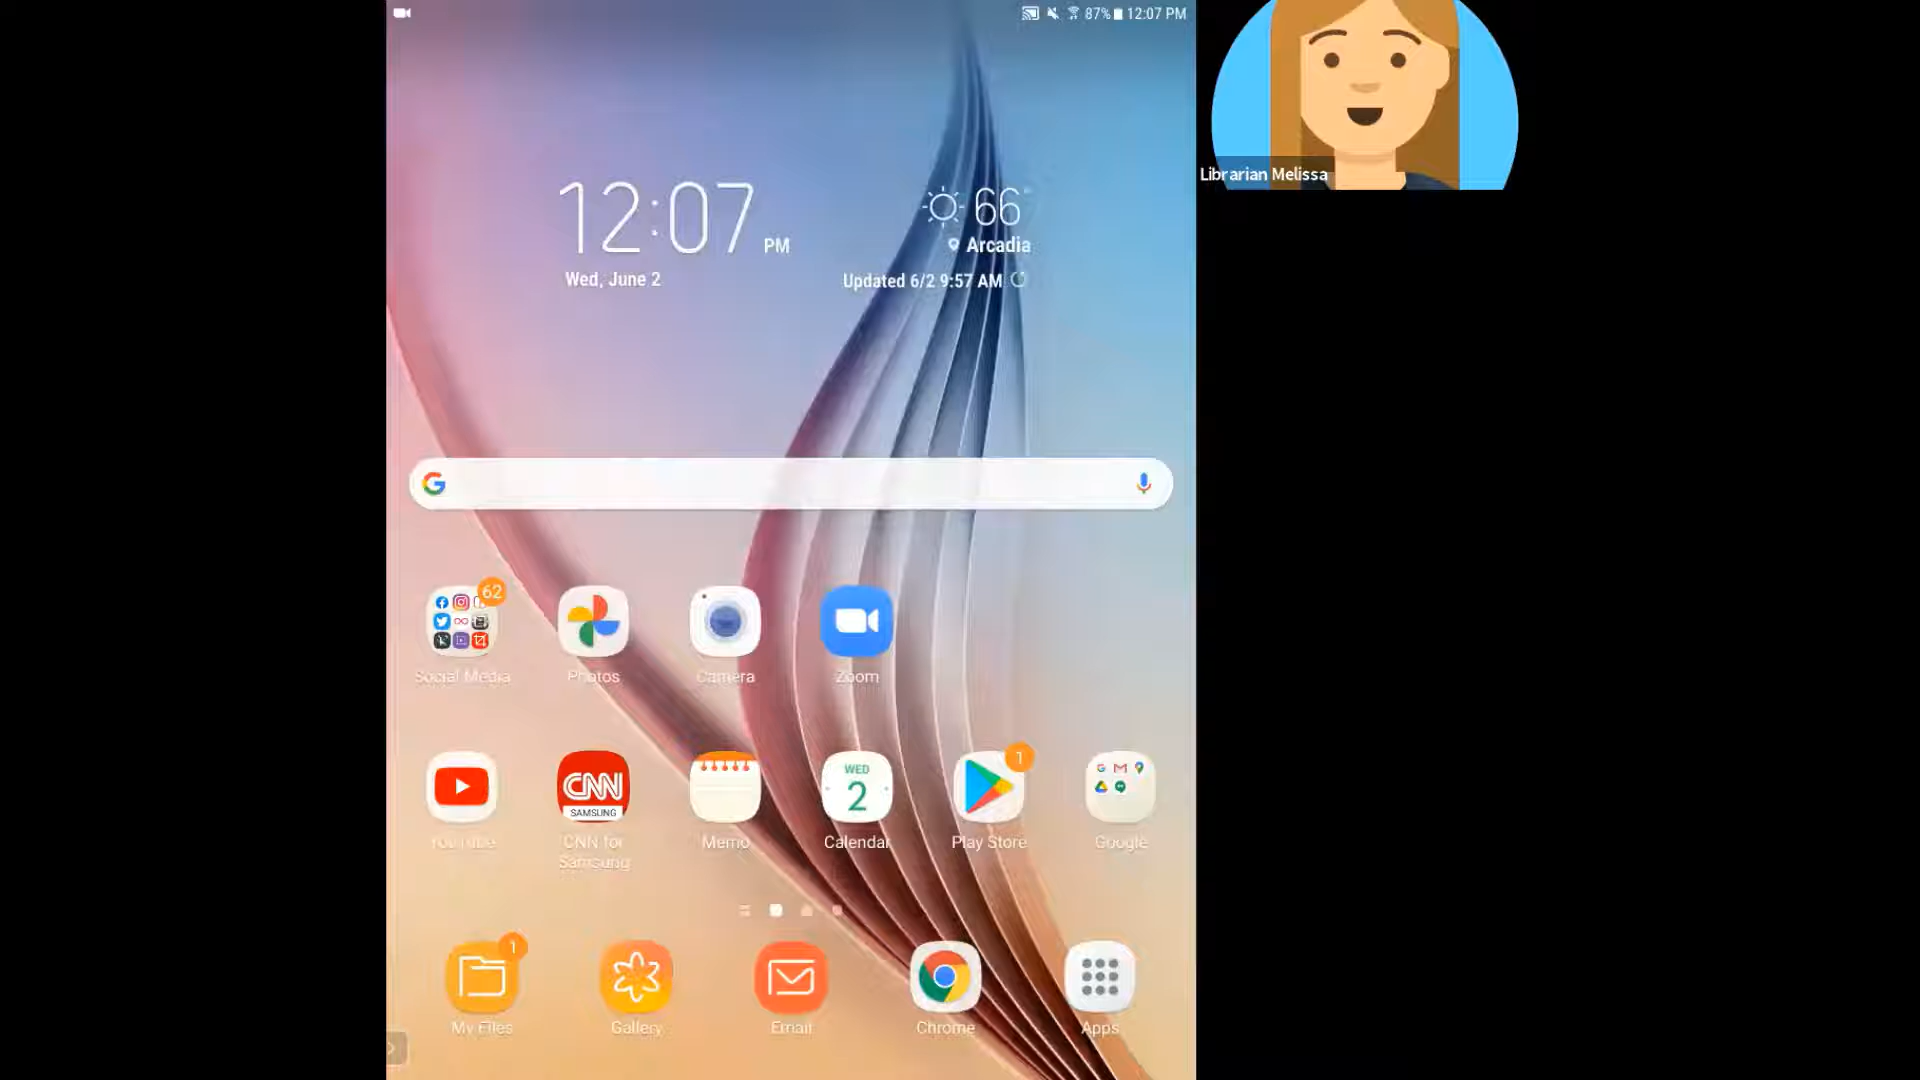 87% 12:07 PM
Librarian Melissa
12:07 PM
66°
Arcadia
Wed, June 2
Updated 6/2 9:57 AM
62
Social Media
Photos
Camera
Zoom
CNN
SAMSUNG
WED
2
1
YouTube
CNN for
Samsung
Memo
Calendar
Play Store
Google
1
My Files
Gallery
Email
Chrome
Apps